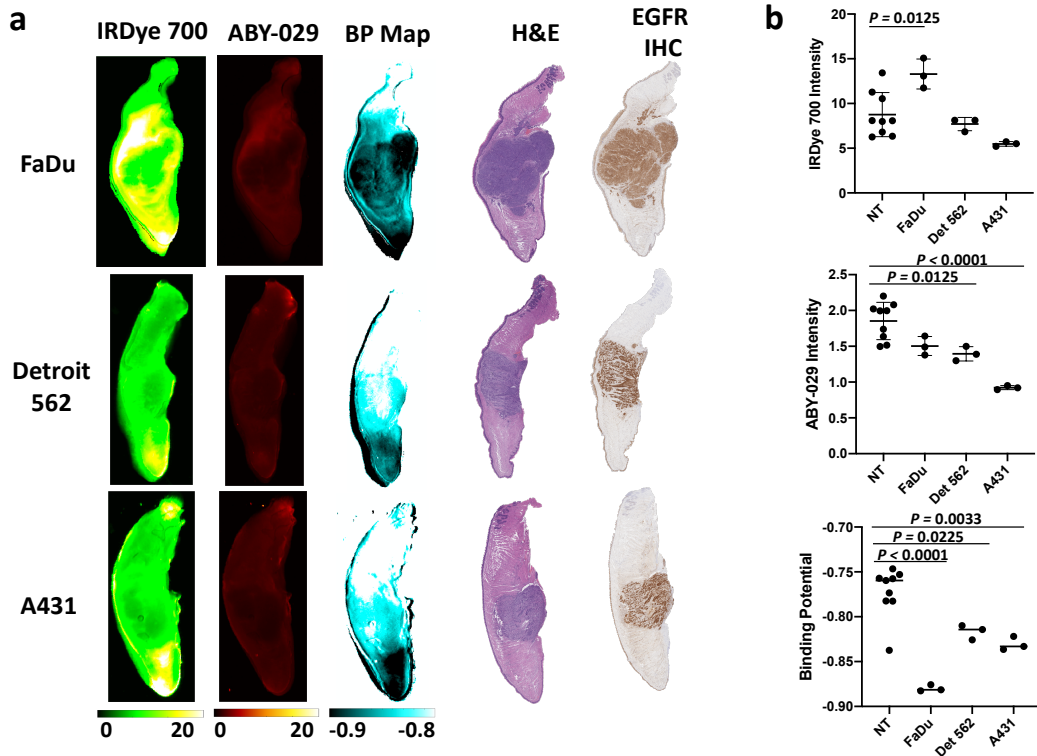 a
IRDye 700 ABY-029 BP Map H&E EGFR IHC
FaDu
Detroit 562
A431
0 20 0 20 -0.9 -0.8
b
P = 0.0125
IRDye 700 Intensity
20
15
10
5
0
NT FaDu Det 562 A431
P < 0.0001
P = 0.0125
ABY-029 Intensity
2.5
2.0
1.5
1.0
0.5
0.0
NT FaDu Det 562 A431
P = 0.0033
P = 0.0225
P < 0.0001
Binding Potential
-0.70
-0.75
-0.80
-0.85
-0.90
NT FaDu Det 562 A431